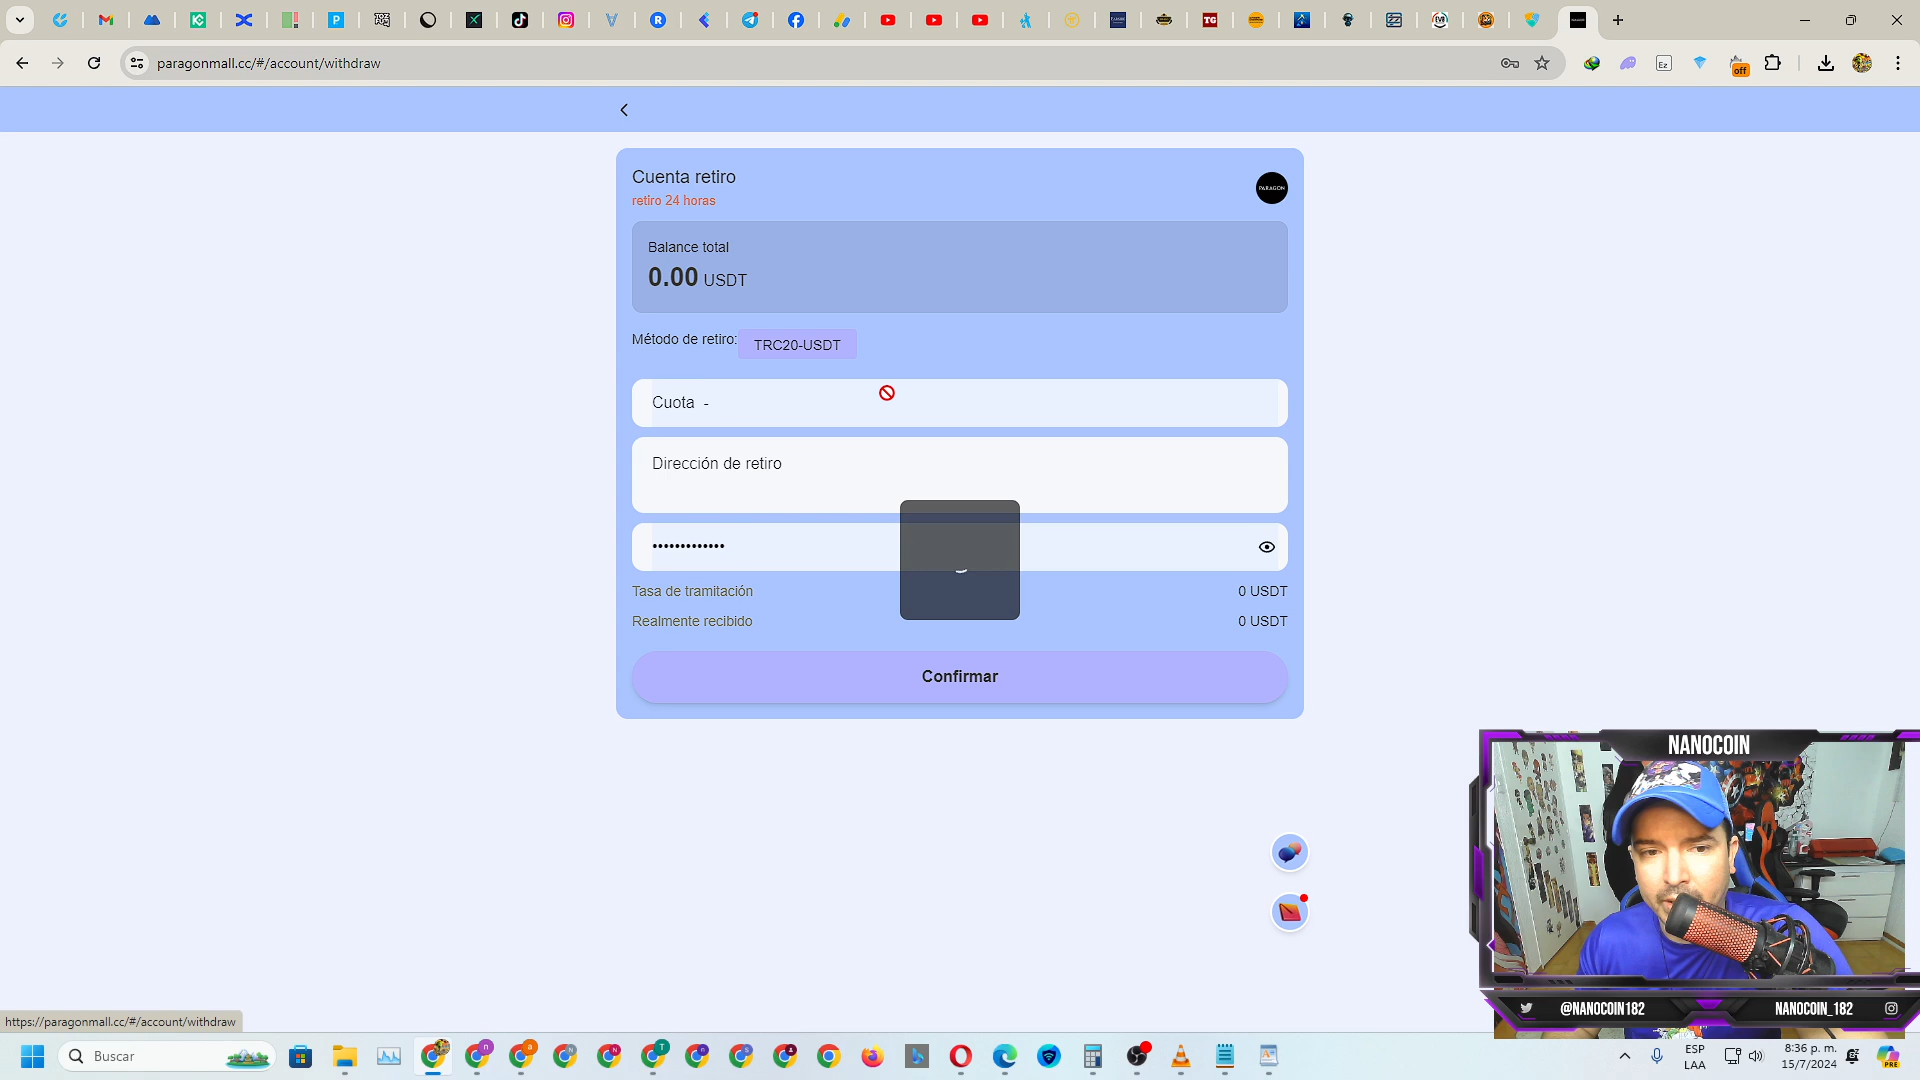 paragonmall.cc/#/account/withdraw
off
Cuenta retiro
retiro 24 horas
PARAGON
Balance total
0.00 USDT
Método de retiro:
TRC20-USDT
Cuota -
Dirección de retiro
•••••••••••••
Tasa de tramitación
0 USDT
Realmente recibido
0 USDT
Confirmar
NANOCOIN
@NANOCOIN182
NANOCOIN_182
https://paragonmall.cc/#/account/withdraw
Buscar
ESP
LAA
8:36 p. m.
15/7/2024